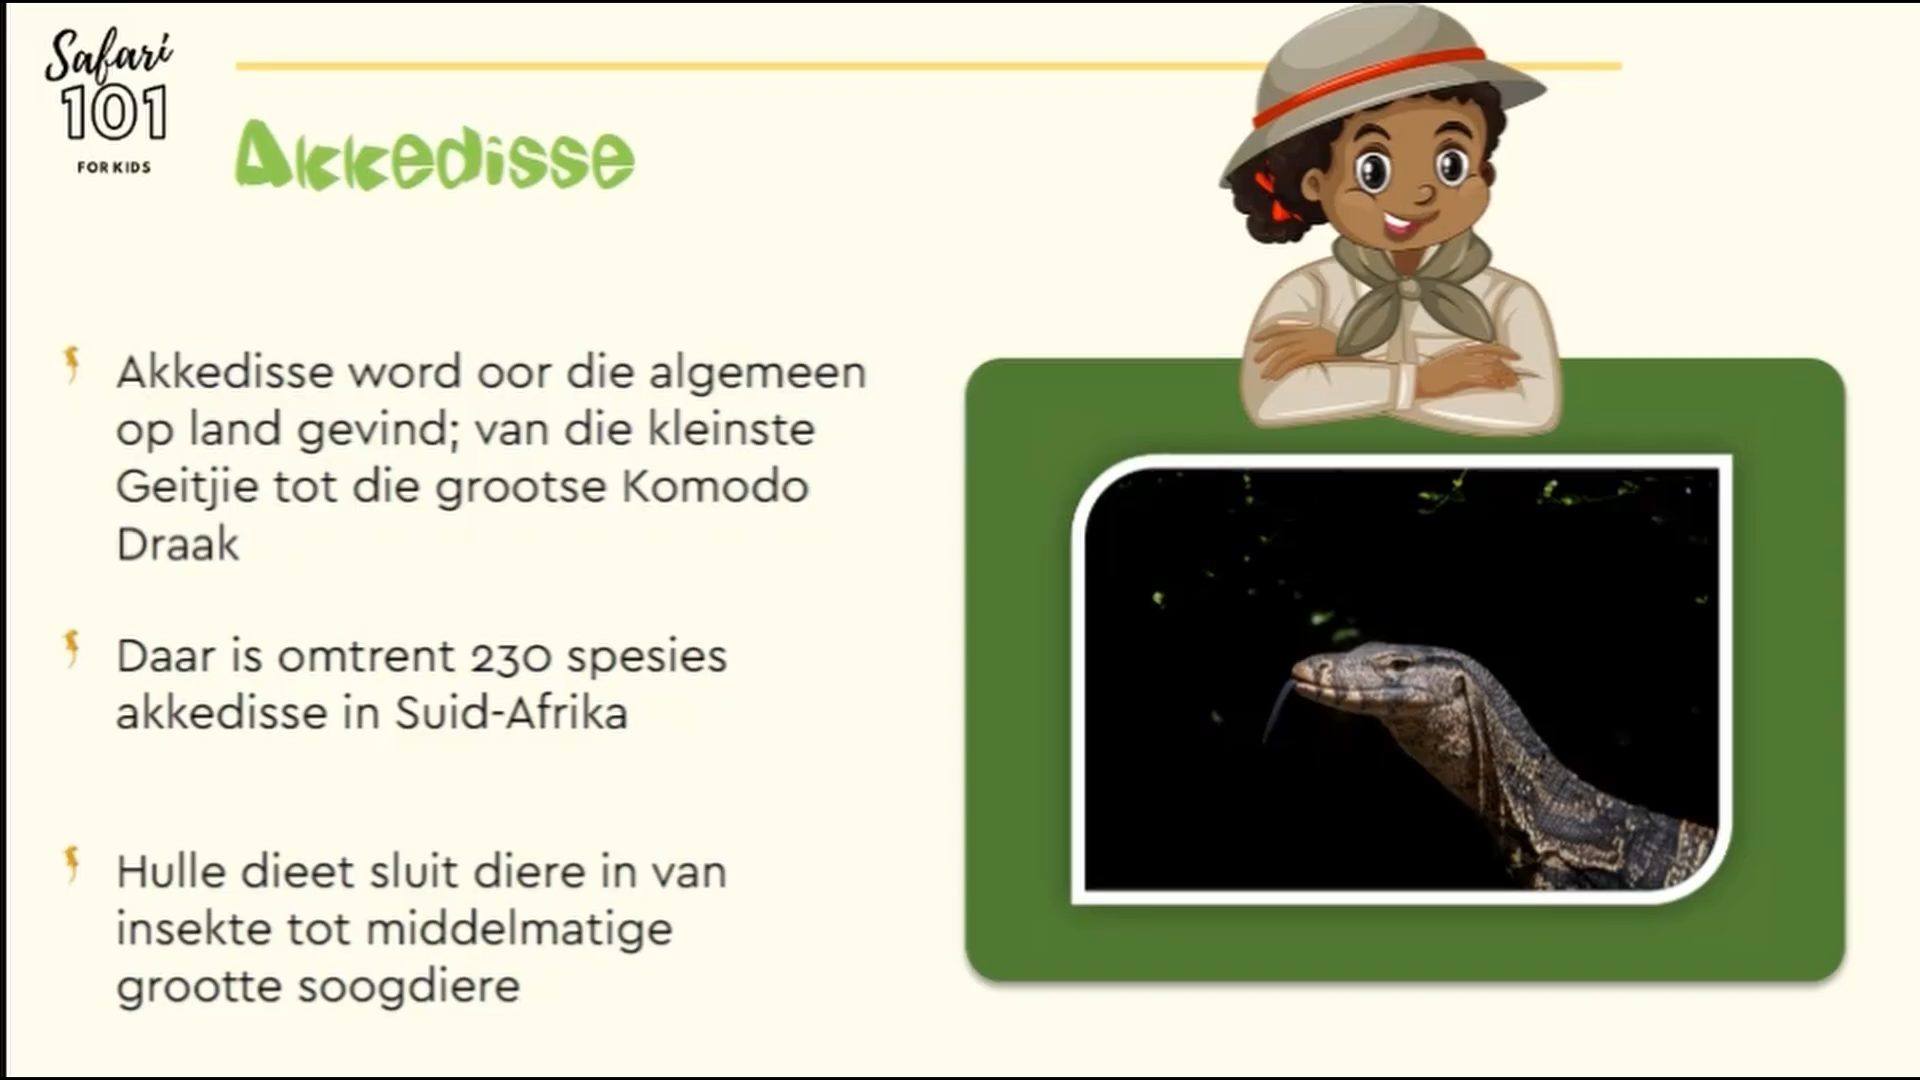 Safari
101
FOR KIDS
Akkedisse
Akkedisse word oor die algemeen
op land gevind; van die kleinste
Geitjie tot die grootse Komodo
Draak
Daar is omtrent 230 spesies
akkedisse in Suid-Afrika
Hulle dieet sluit diere in van
insekte tot middelmatige
grootte soogdiere